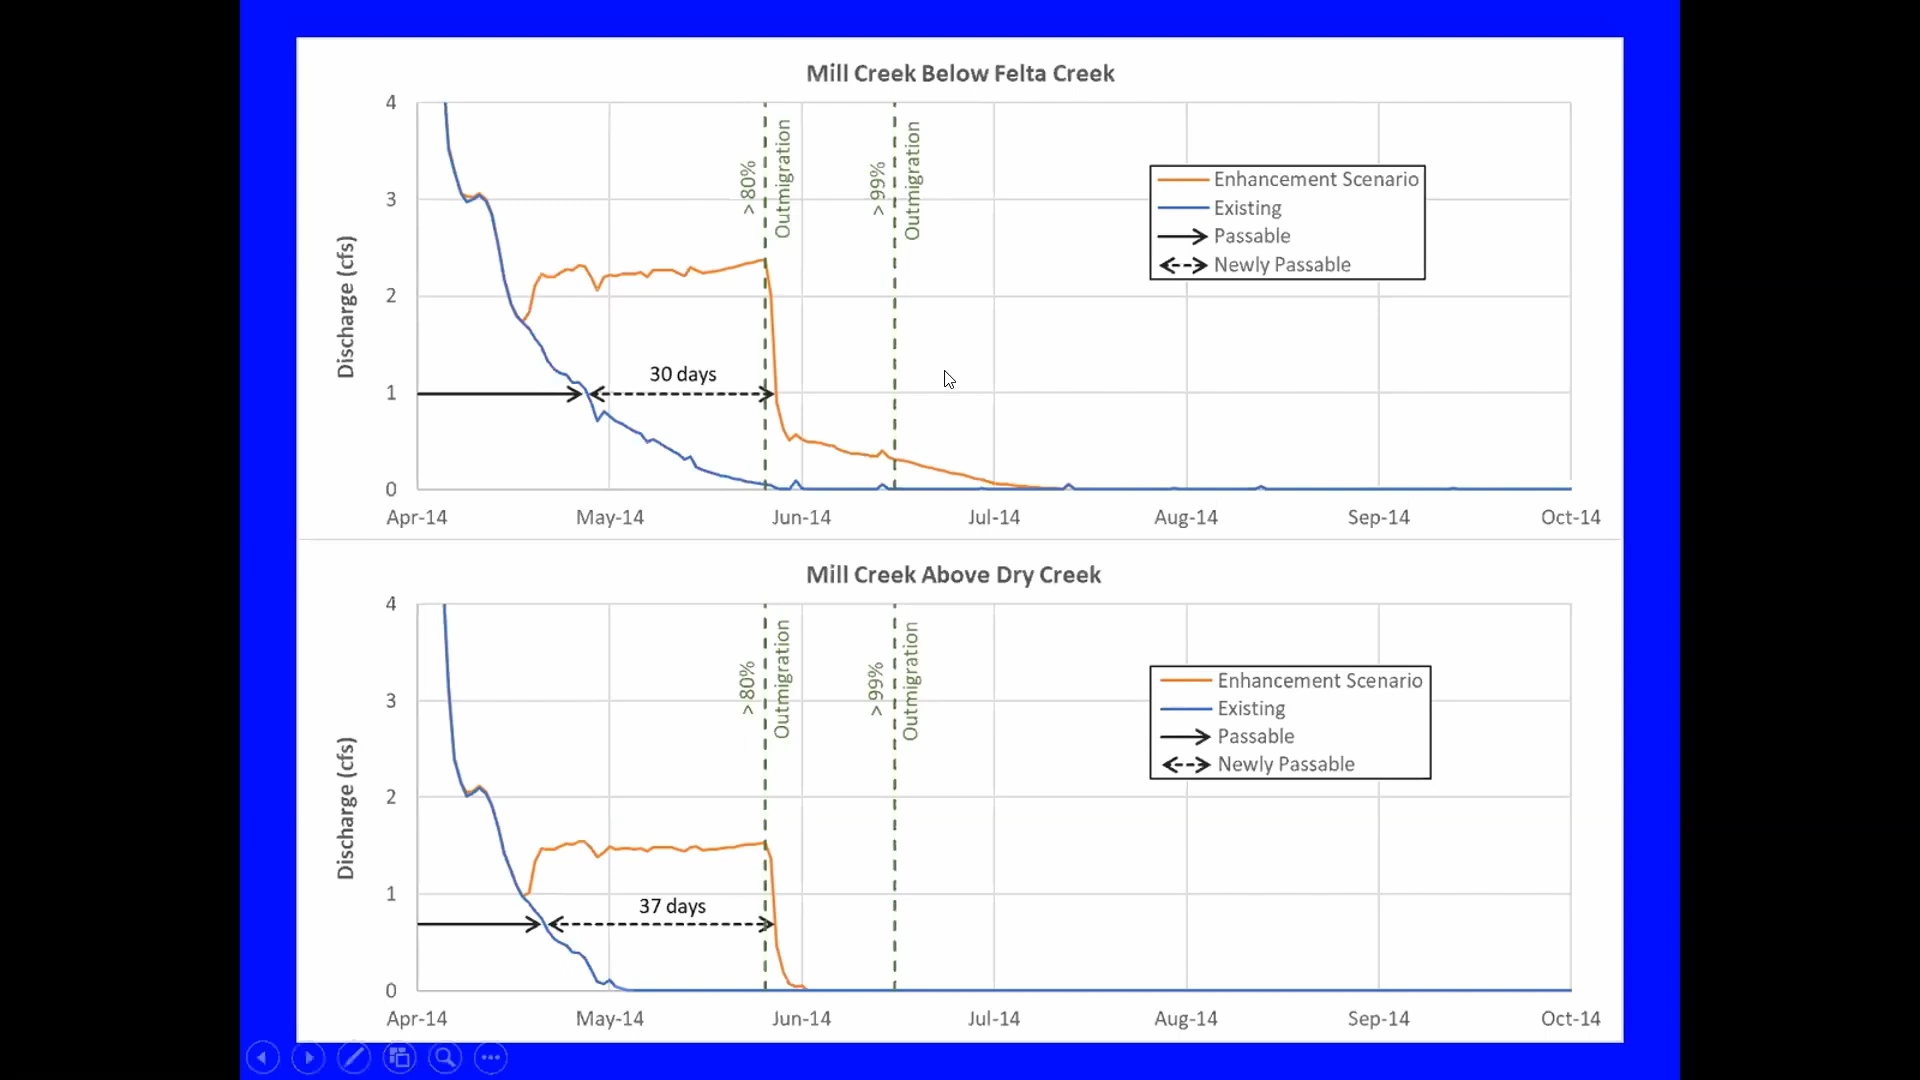 Mill Creek Below Felta Creek
Discharge (cfs)
4
3
2
1
0
> 80%
Outmigration
> 99%
Outmigration
Enhancement Scenario
Existing
Passable
Newly Passable
30 days
Apr-14 May-14 Jun-14 Jul-14 Aug-14 Sep-14 Oct-14
Mill Creek Above Dry Creek
Discharge (cfs)
4
3
2
1
0
> 80%
Outmigration
> 99%
Outmigration
Enhancement Scenario
Existing
Passable
Newly Passable
37 days
Apr-14 May-14 Jun-14 Jul-14 Aug-14 Sep-14 Oct-14